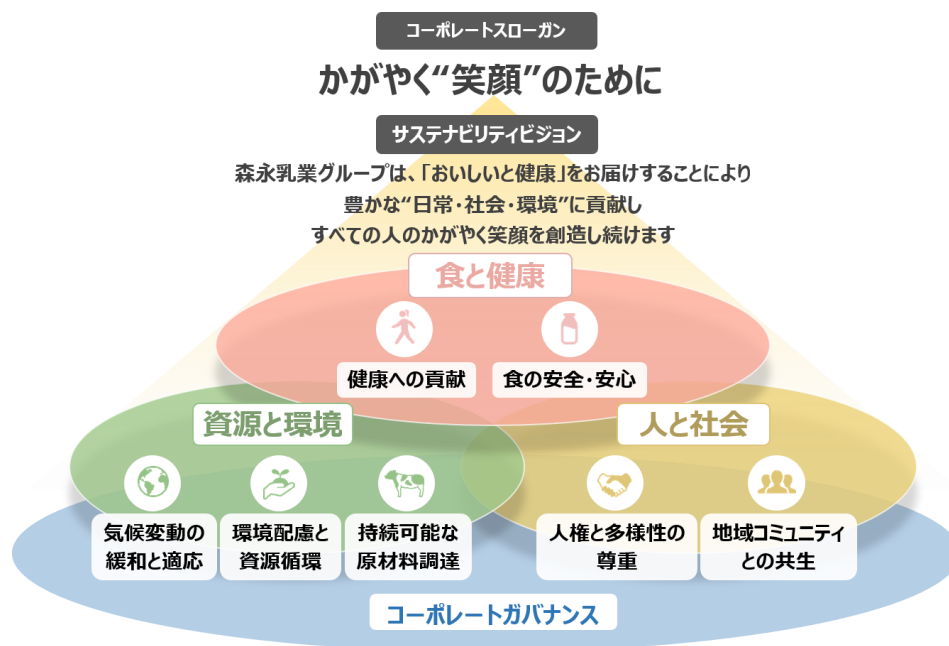 コーポレートスローガン
かがやく“笑顔”のために
サステナビリティビジョン
森永乳業グループは、「おいしいと健康」をお届けすることにより
豊かな“日常・社会・環境”に貢献し
すべての人のかがやく笑顔を創造し続けます
食と健康
健康への貢献
食の安全・安心
資源と環境
気候変動の
緩和と適応
環境配慮と
資源循環
持続可能な
原材料調達
人と社会
人権と多様性の
尊重
地域コミュニティ
との共生
コーポレートガバナンス